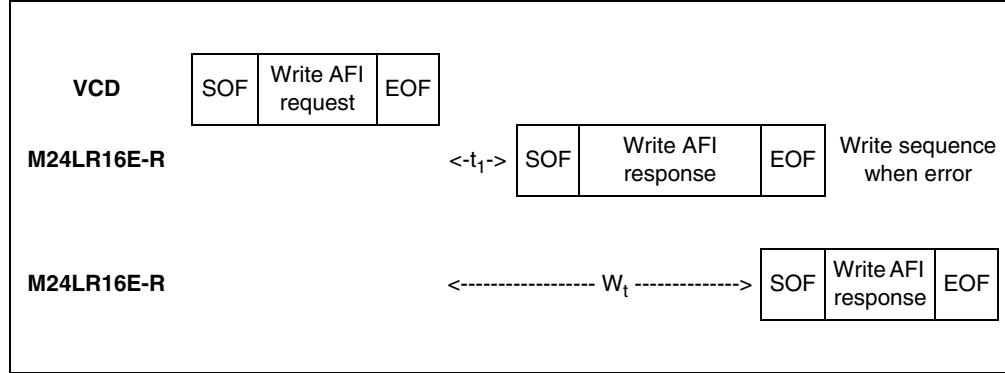 VCD SOF Write AFI request EOF
M24LR16E-R <-t1-> SOF Write AFI response EOF Write sequence when error
M24LR16E-R <------------------ Wt --------------> SOF Write AFI response EOF